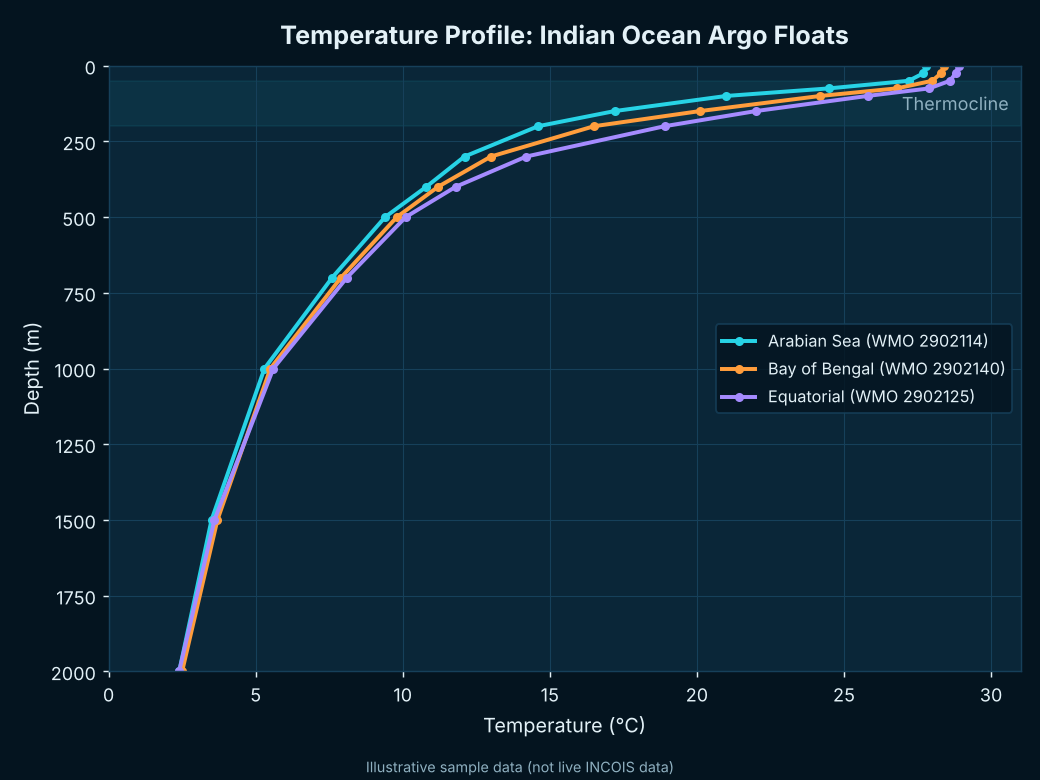 Temperature Profile: Indian Ocean Argo Floats
0
Thermocline
250
500
750
Arabian Sea (WMO 2902114)
Bay of Bengal (WMO 2902140)
Equatorial (WMO 2902125)
Depth (m)
1000
1250
1500
1750
2000
0 5 10 15 20 25 30
Temperature (°C)
Illustrative sample data (not live INCOIS data)